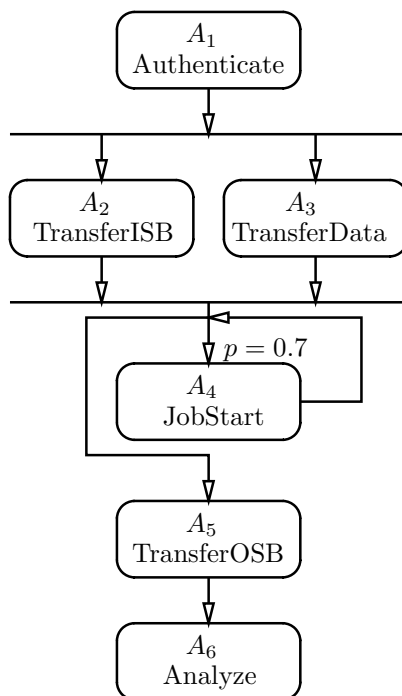 A₁
Authenticate
A₂
TransferISB
A₃
TransferData
p = 0.7
A₄
JobStart
A₅
TransferOSB
A₆
Analyze